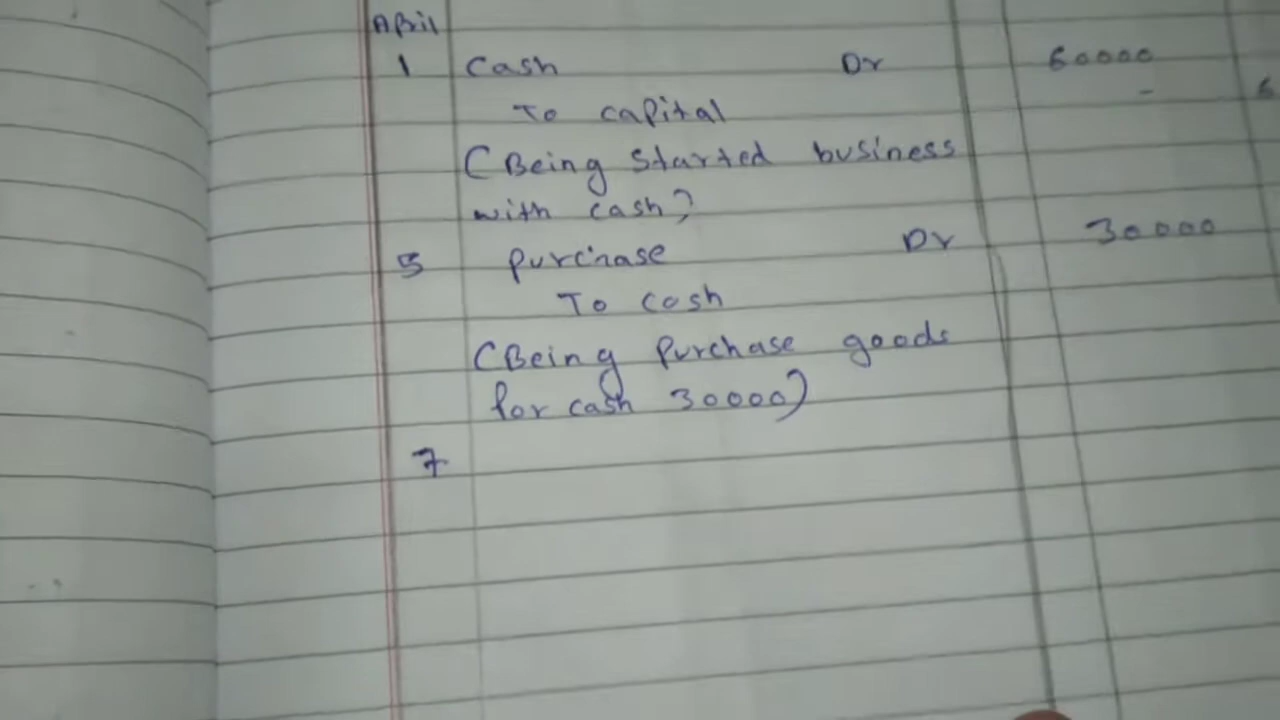 April
1 Cash Dr 60000
To capital 6
(Being Started business
with cash)
5 purchase Dr 30000
To cash
(Being Purchase goods
for cash 30000)
7